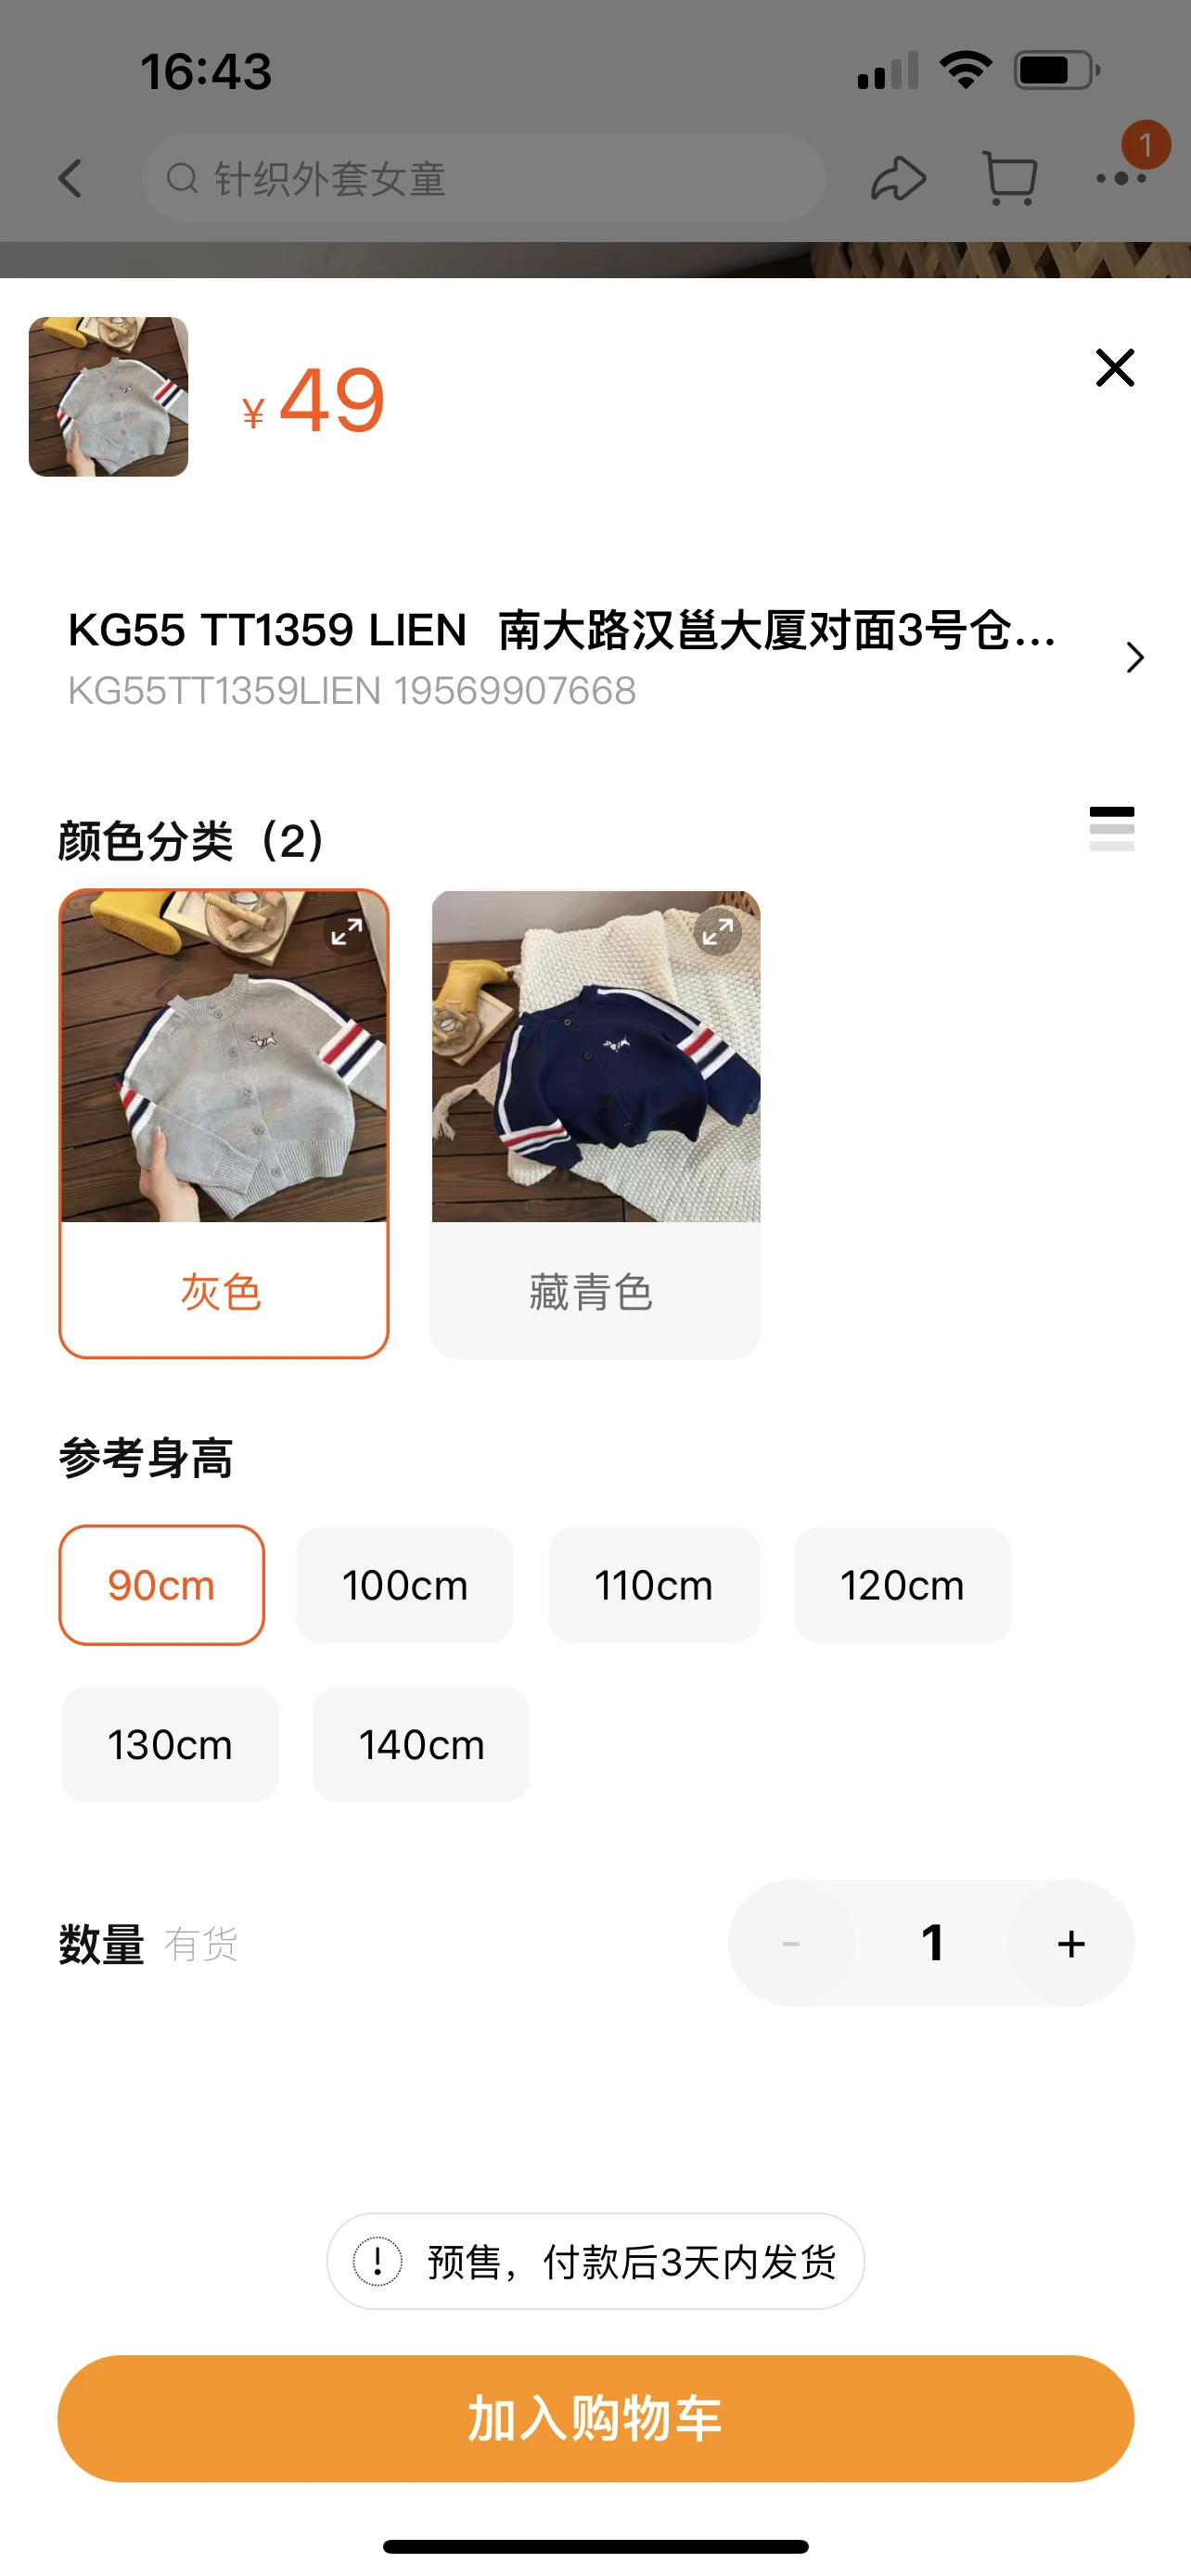 16:43
针织外套女童
1
¥ 49
KG55 TT1359 LIEN 南大路汉邕大厦对面3号仓...
KG55TT1359LIEN 19569907668
颜色分类（2）
灰色
藏青色
参考身高
90cm
100cm
110cm
120cm
130cm
140cm
数量 有货
- 1 +
! 预售，付款后3天内发货
加入购物车